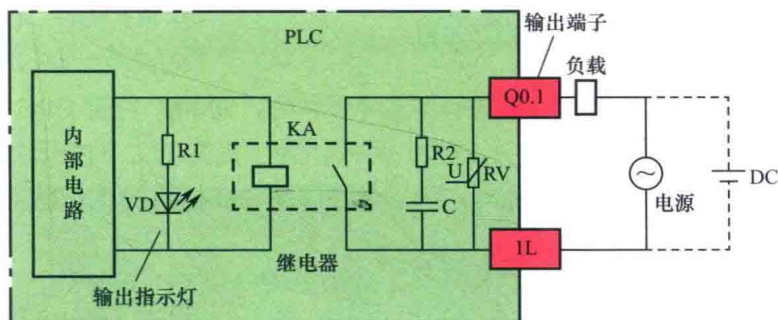 PLC
输出端子
负载
Q0.1
内部电路
R1
KA
R2
U
RV
VD
C
电源
DC
继电器
1L
输出指示灯